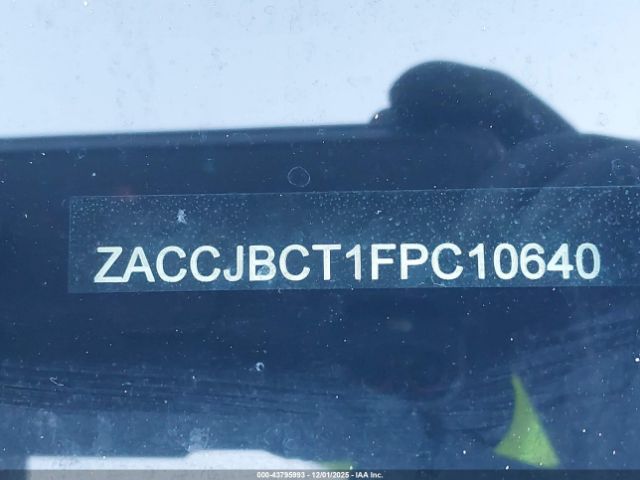 ZACCJBCT1FPC10640
000-43795993 - 12/01/2025 - IAA Inc.